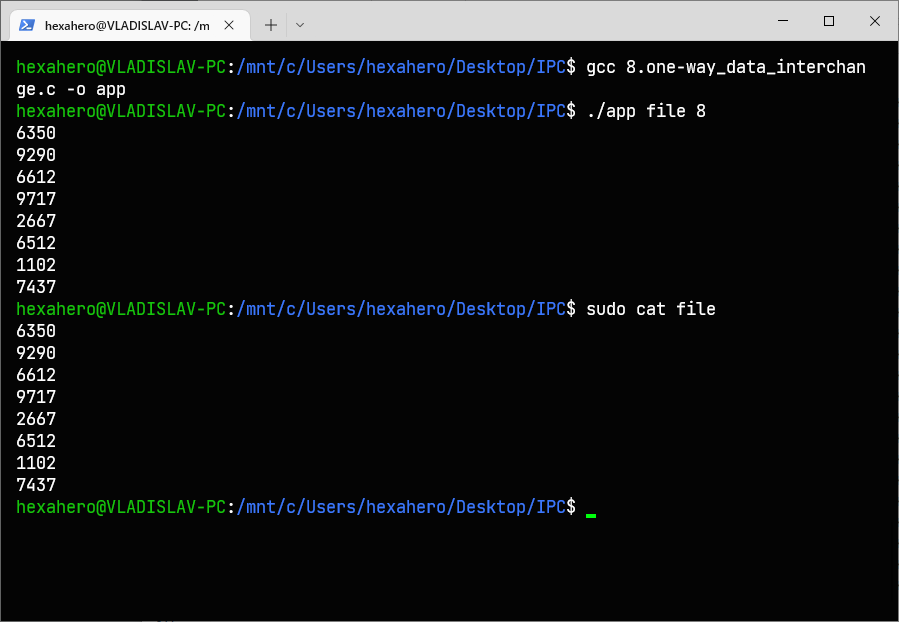 hexahero@VLADISLAV-PC: /m
hexahero@VLADISLAV-PC:/mnt/c/Users/hexahero/Desktop/IPC$ gcc 8.one-way_data_interchan
ge.c -o app
hexahero@VLADISLAV-PC:/mnt/c/Users/hexahero/Desktop/IPC$ ./app file 8
6350
9290
6612
9717
2667
6512
1102
7437
hexahero@VLADISLAV-PC:/mnt/c/Users/hexahero/Desktop/IPC$ sudo cat file
6350
9290
6612
9717
2667
6512
1102
7437
hexahero@VLADISLAV-PC:/mnt/c/Users/hexahero/Desktop/IPC$